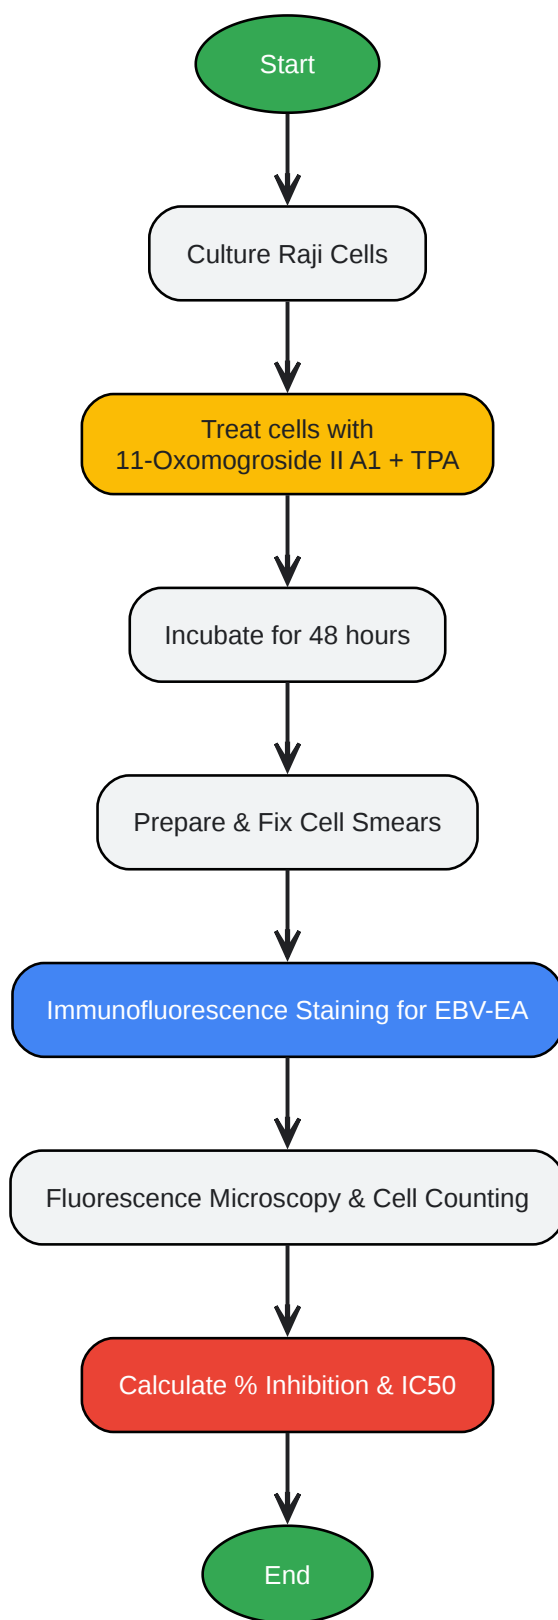 Start
Culture Raji Cells
Treat cells with
11-Oxomogroside II A1 + TPA
Incubate for 48 hours
Prepare & Fix Cell Smears
Immunofluorescence Staining for EBV-EA
Fluorescence Microscopy & Cell Counting
Calculate % Inhibition & IC50
End